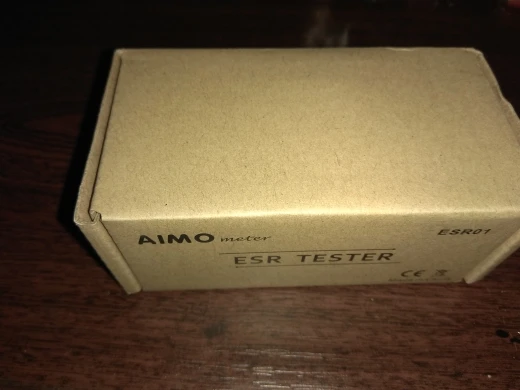 AIMO meter
ESR01
ESR TESTER
CE